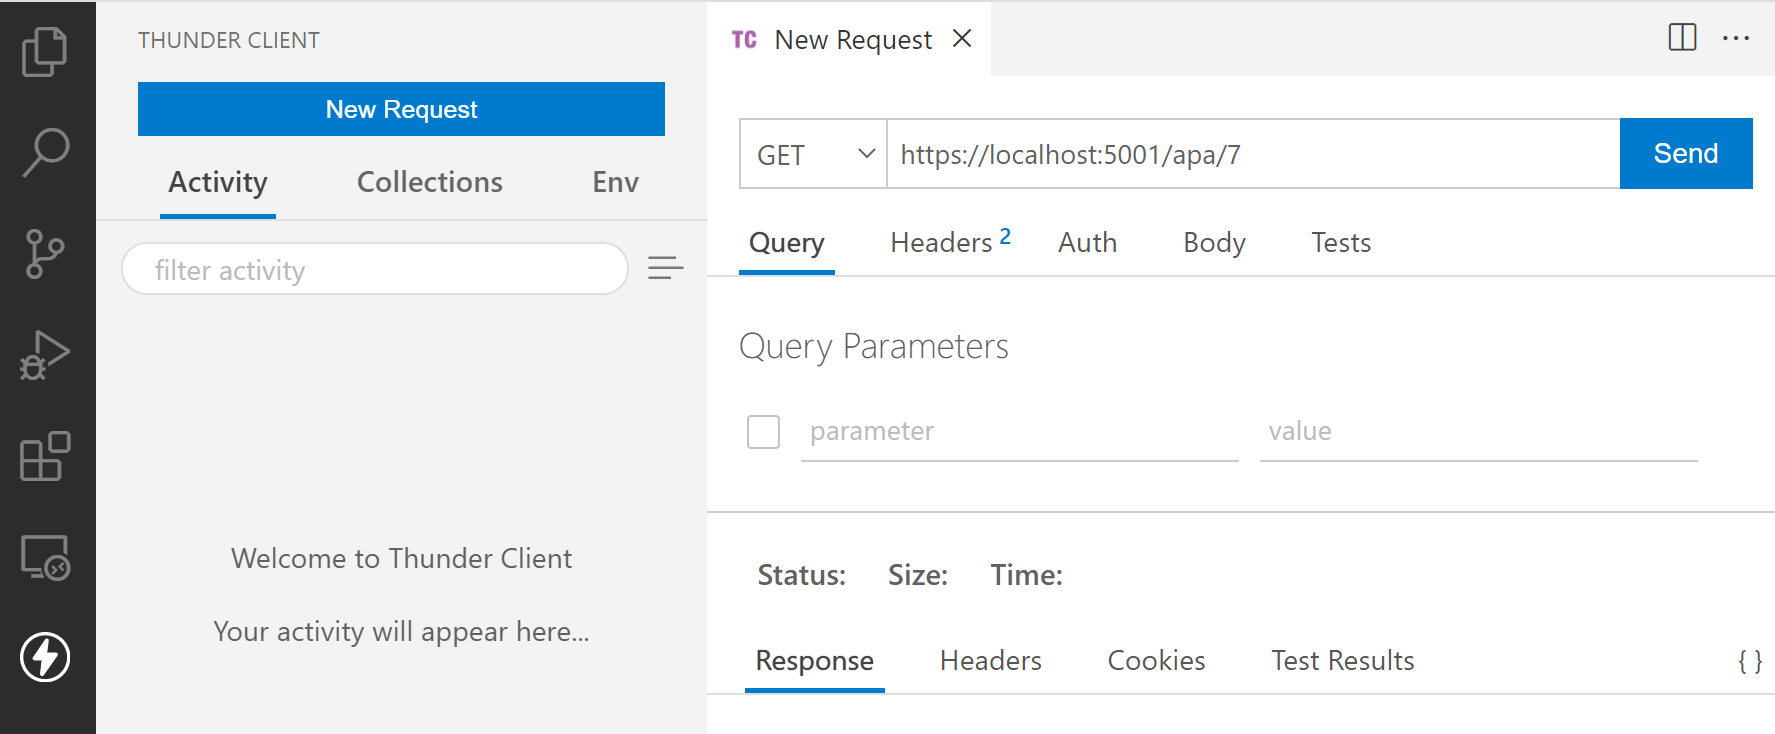 THUNDER CLIENT
New Request
Activity Collections Env
filter activity
Welcome to Thunder Client
Your activity will appear here...
TC New Request
GET https://localhost:5001/apa/7 Send
Query Headers 2 Auth Body Tests
Query Parameters
parameter value
Status: Size: Time:
Response Headers Cookies Test Results { }